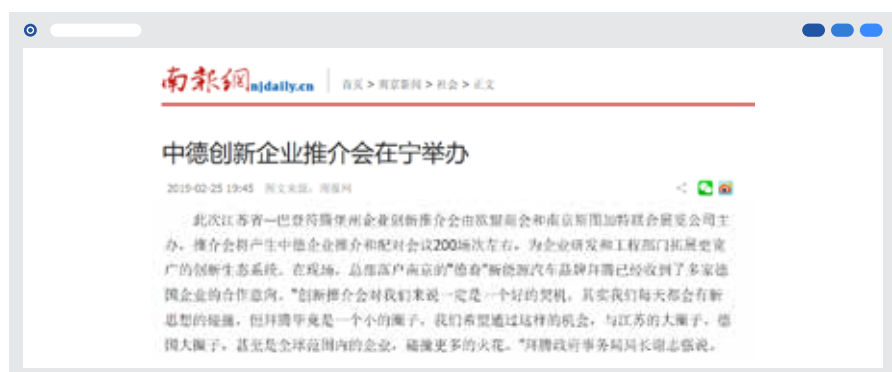 南报网njdaily.cn 首页 > 南京新闻 > 社会 > 正文
中德创新企业推介会在宁举办
2019-02-25 19:45 图文来源：南报网
此次江苏省—巴登符腾堡州企业创新推介会由欧盟商会和南京斯图加特联合展览公司主
办。推介会将产生中德企业推介和配对会议200场次左右，为企业研发和工程部门拓展更宽
广的创新生态系统。在现场，总部落户南京的"德裔"新能源汽车品牌拜腾已经收到了多家德
国企业的合作意向。"创新推介会对我们来说一定是一个好的契机，其实我们每天都会有新
思想的碰撞，但拜腾毕竟是一个小的圈子，我们希望通过这样的机会，与江苏的大圈子、德
国大圈子，甚至是全球范围内的企业，碰撞更多的火花。"拜腾政府事务局局长谢志强说。